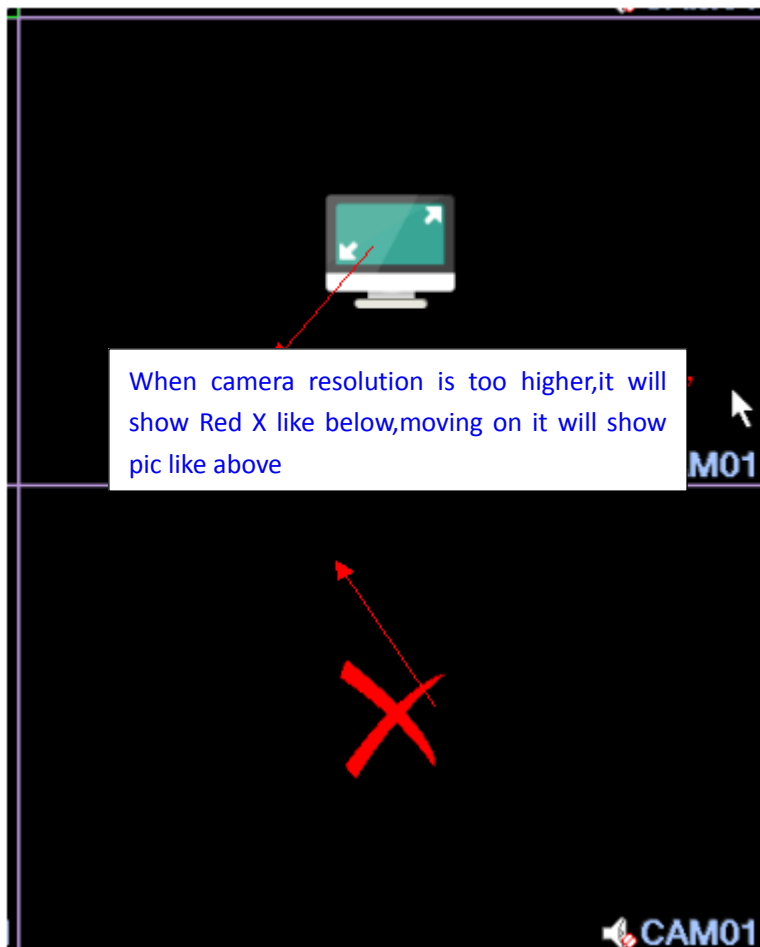 When camera resolution is too higher,it will
show Red X like below,moving on it will show
pic like above
AM01
CAM01